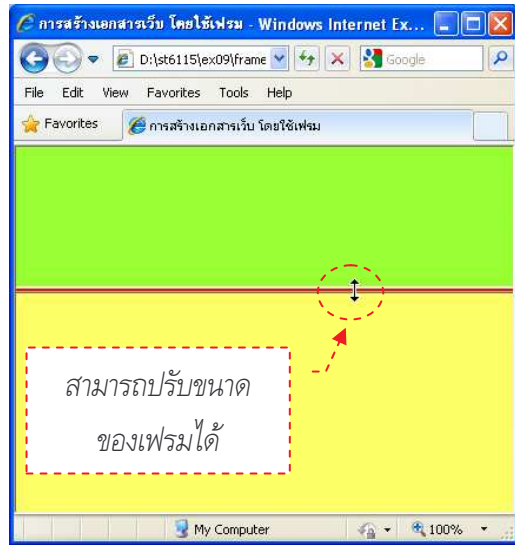 การสร้างเอกสารเว็บ โดยใช้เฟรม - Windows Internet Ex...
D:\st6115\ex09\frame
Google
File Edit View Favorites Tools Help
Favorites
การสร้างเอกสารเว็บ โดยใช้เฟรม
สามารถปรับขนาด
ของเฟรมได้
My Computer
100%